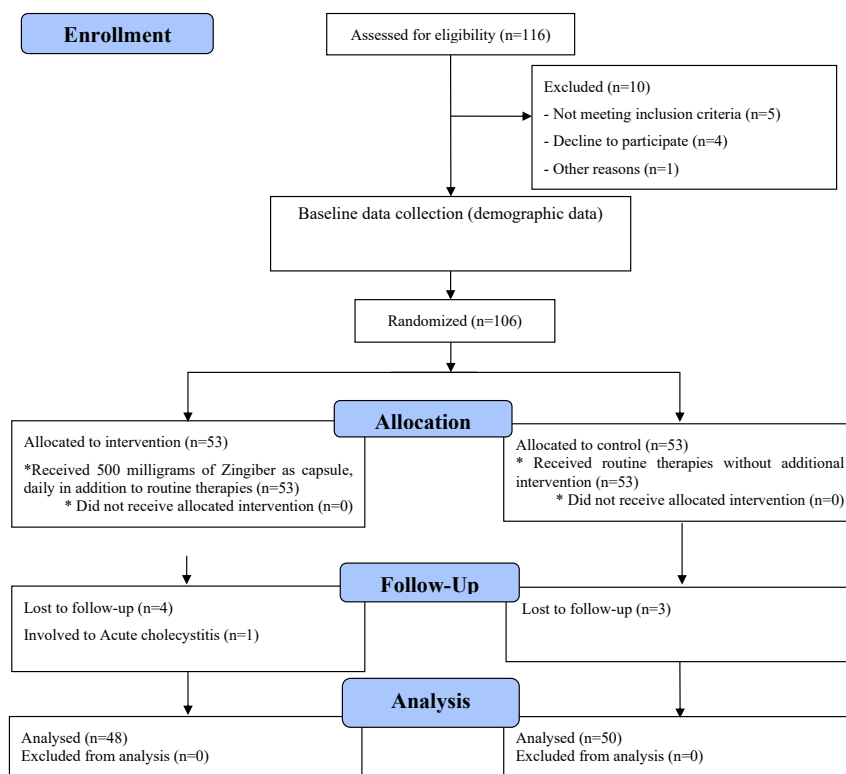 Enrollment
Assessed for eligibility (n=116)
Excluded (n=10)
- Not meeting inclusion criteria (n=5)
- Decline to participate (n=4)
- Other reasons (n=1)
Baseline data collection (demographic data)
Randomized (n=106)
Allocation
Allocated to intervention (n=53)
*Received 500 milligrams of Zingiber as capsule,
daily in addition to routine therapies (n=53)
* Did not receive allocated intervention (n=0)
Allocated to control (n=53)
* Received routine therapies without additional
intervention (n=53)
* Did not receive allocated intervention (n=0)
Follow-Up
Lost to follow-up (n=4)
Involved to Acute cholecystitis (n=1)
Lost to follow-up (n=3)
Analysis
Analysed (n=48)
Excluded from analysis (n=0)
Analysed (n=50)
Excluded from analysis (n=0)